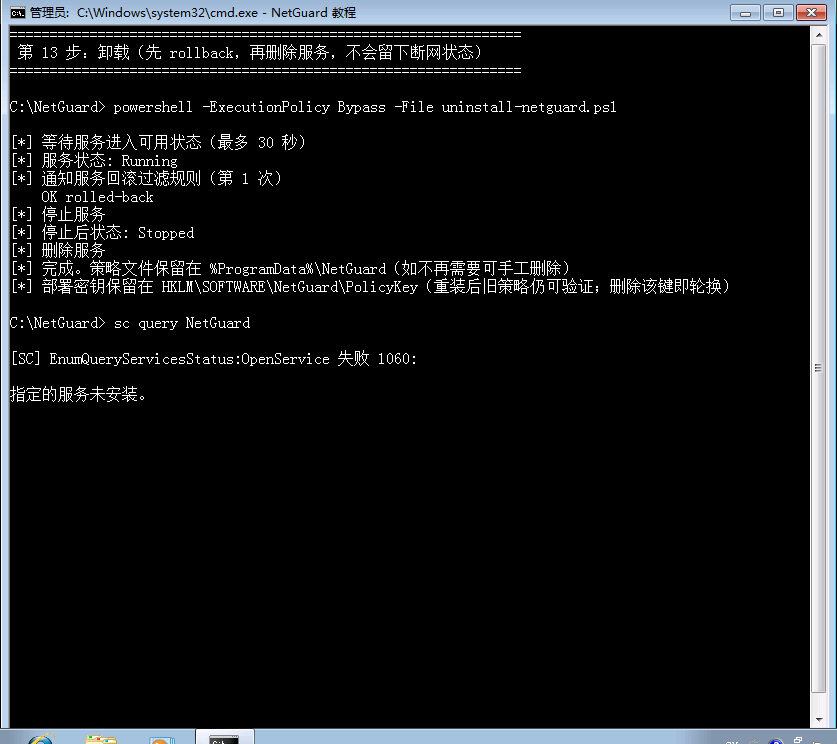 管理员: C:\Windows\system32\cmd.exe - NetGuard 教程
================================================================
第 13 步：卸载（先 rollback，再删除服务，不会留下断网状态）
================================================================
C:\NetGuard> powershell -ExecutionPolicy Bypass -File uninstall-netguard.ps1
[*] 等待服务进入可用状态（最多 30 秒）
[*] 服务状态: Running
[*] 通知服务回滚过滤规则（第 1 次）
OK rolled-back
[*] 停止服务
[*] 停止后状态: Stopped
[*] 删除服务
[*] 完成。策略文件保留在 %ProgramData%\NetGuard（如不再需要可手工删除）
[*] 部署密钥保留在 HKLM\SOFTWARE\NetGuard\PolicyKey（重装后旧策略仍可验证；删除该键即轮换）
C:\NetGuard> sc query NetGuard
[SC] EnumQueryServicesStatus:OpenService 失败 1060:
指定的服务未安装。